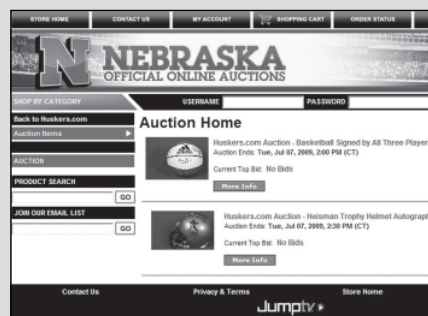 STORE HOME
CONTACT US
MY ACCOUNT
SHOPPING CART
ORDER STATUS
N
NEBRASKA
OFFICIAL ONLINE AUCTIONS
SHOP BY CATEGORY
USERNAME
PASSWORD
Back to Huskers.com
Auction Items
AUCTION
PRODUCT SEARCH
GO
JOIN OUR EMAIL LIST
GO
Auction Home
Huskers.com Auction - Basketball Signed by All Three Player
Auction Ends: Tue, Jul 07, 2009, 2:00 PM (CT)
Current Top Bid: No Bids
More Info
Huskers.com Auction - Heisman Trophy Helmet Autograph
Auction Ends: Tue, Jul 07, 2009, 2:30 PM (CT)
Current Top Bid: No Bids
More Info
Contact Us
Privacy & Terms
Store Home
Jumptv